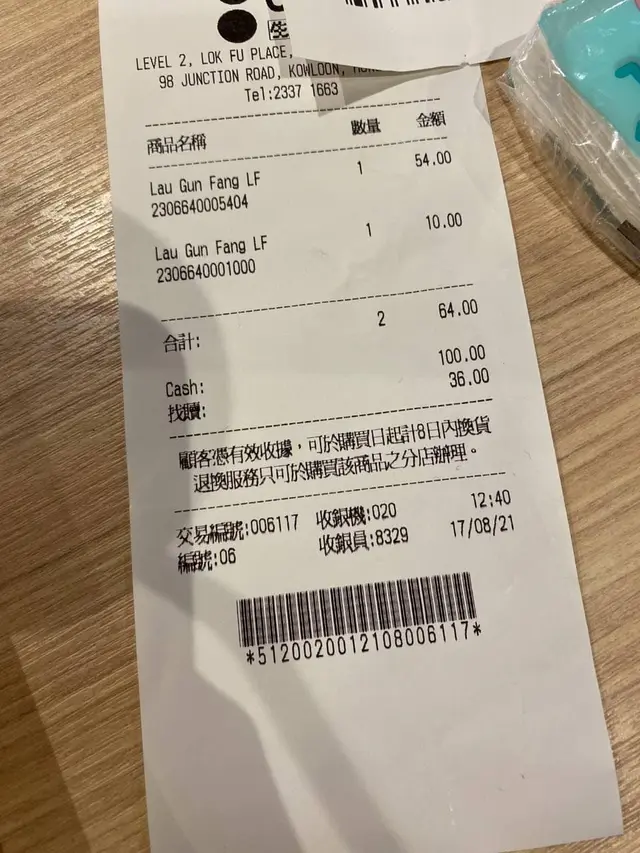 LEVEL 2, LOK FU PLACE,
98 JUNCTION ROAD, KOWLOON,
Tel:2337 1663
商品名稱 數量 金額
Lau Gun Fang LF 1 54.00
2306640005404
Lau Gun Fang LF 1 10.00
2306640001000
合計: 2 64.00
100.00
Cash: 36.00
找贖:
顧客憑有效收據，可於購買日起計8日內換貨
退換服務只可於購買該商品之分店辦理。
交易編號:006117 收銀機:020 12:40
編號:06 收銀員:8329 17/08/21
*5120020012108006117*